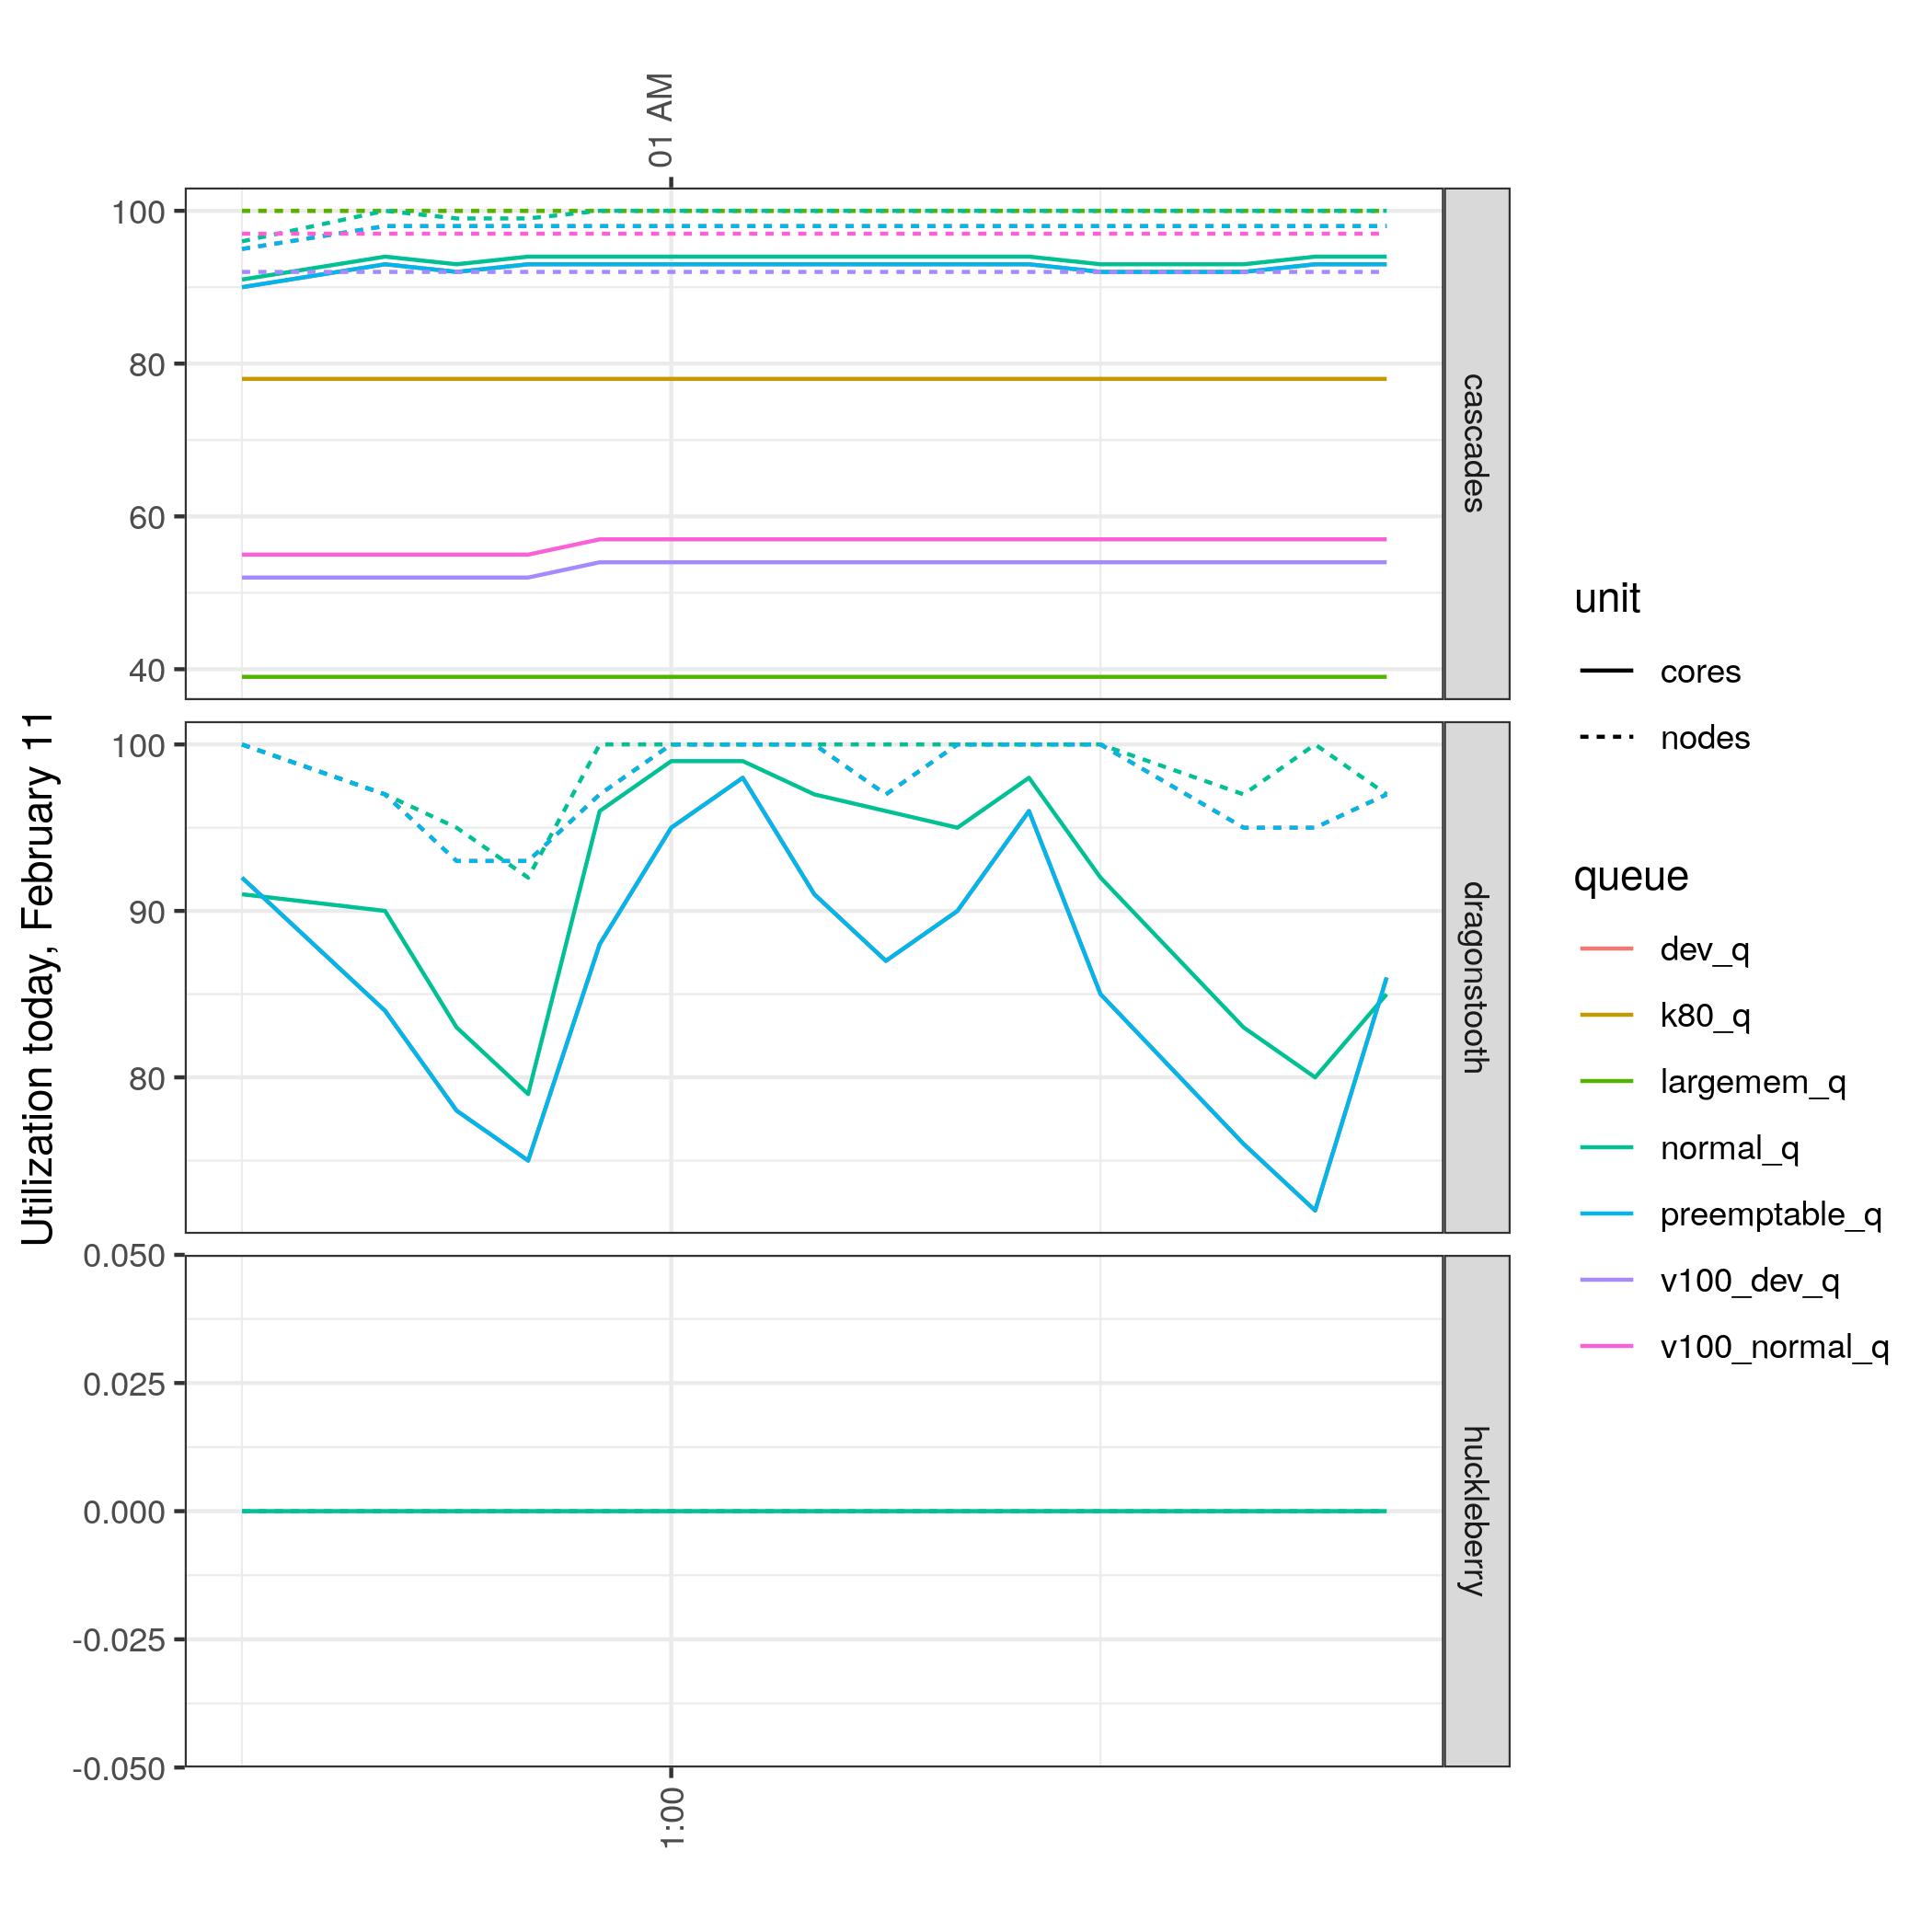 01 AM
100
80
60
40
cascades
100
90
80
dragonstooth
0.050
0.025
0.000
-0.025
-0.050
huckleberry
1:00
Utilization today, February 11
unit
cores
nodes
queue
dev_q
k80_q
largemem_q
normal_q
preemptable_q
v100_dev_q
v100_normal_q